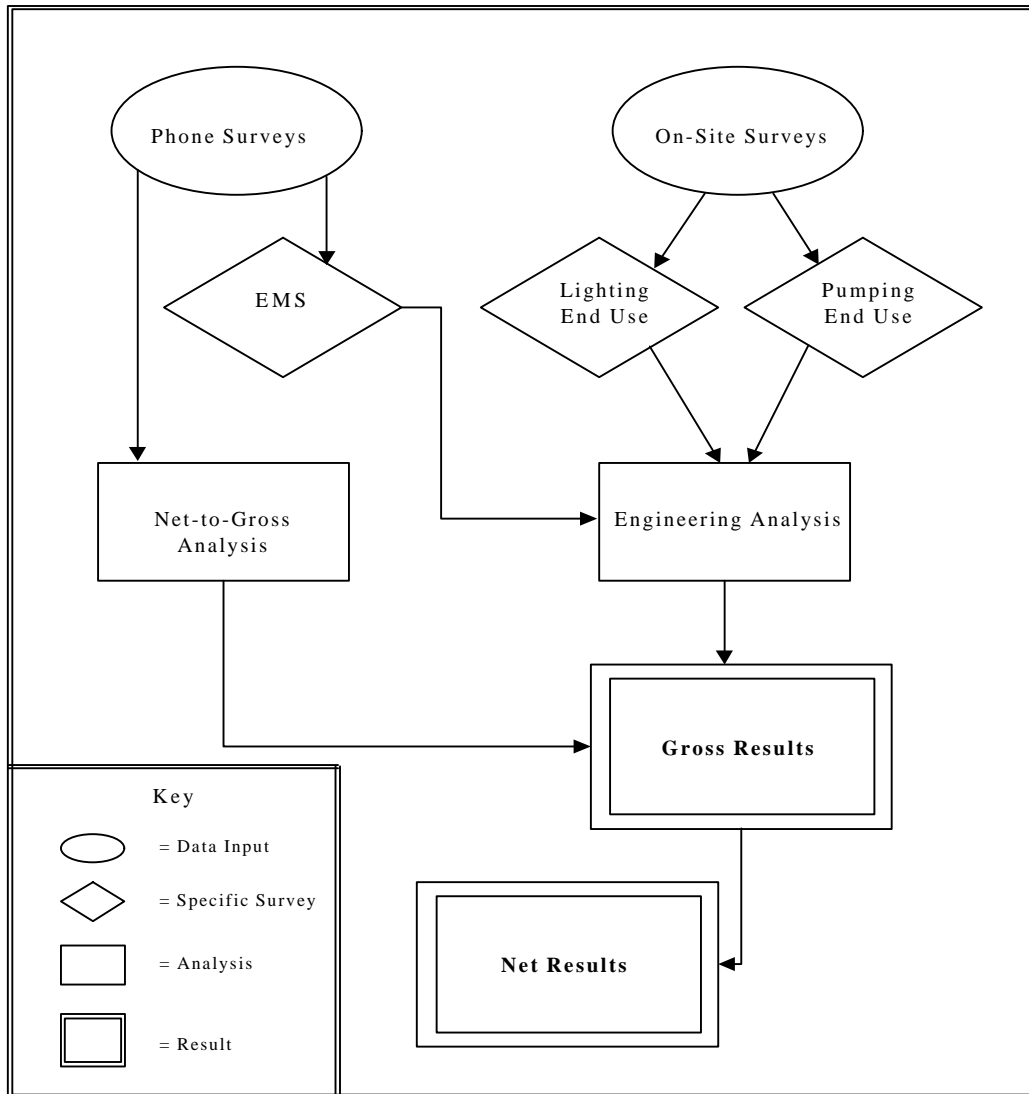 Phone Surveys
On-Site Surveys
EMS
Lighting
End Use
Pumping
End Use
Net-to-Gross
Analysis
Engineering Analysis
Gross Results
Net Results
Key
= Data Input
= Specific Survey
= Analysis
= Result